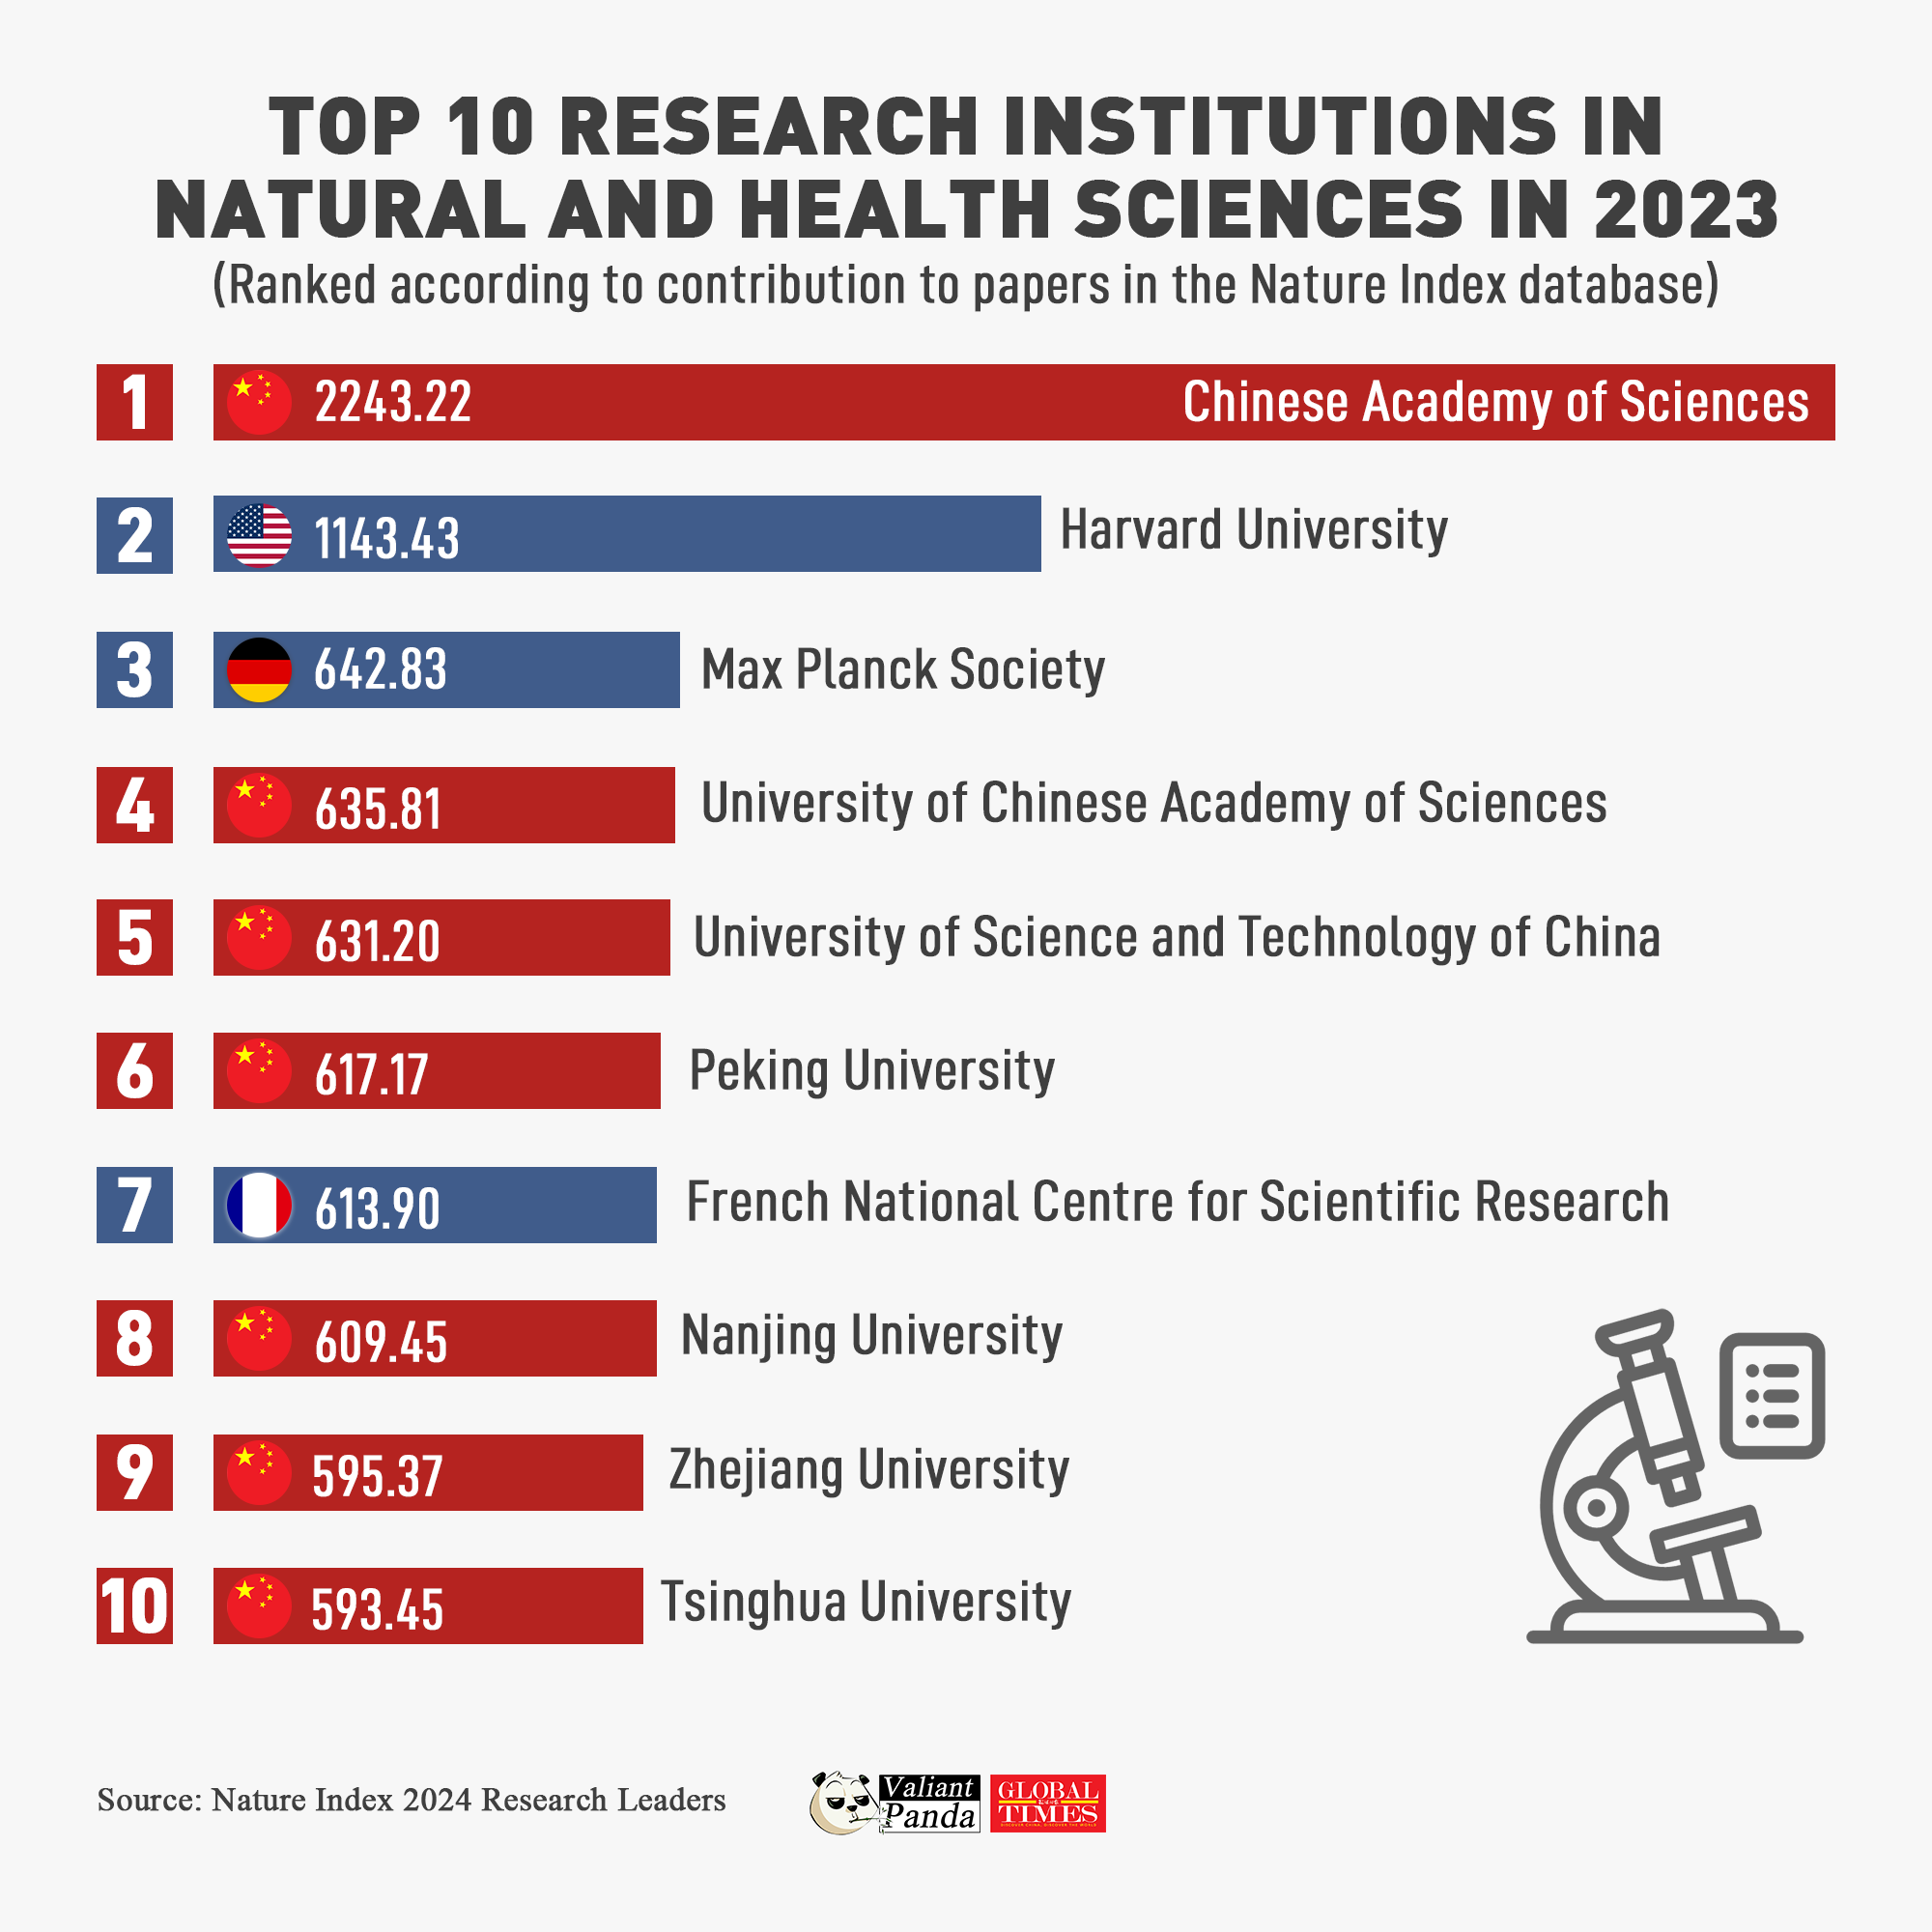 TOP 10 RESEARCH INSTITUTIONS IN
NATURAL AND HEALTH SCIENCES IN 2023
(Ranked according to contribution to papers in the Nature Index database)
1 2243.22 Chinese Academy of Sciences
2 1143.43 Harvard University
3 642.83 Max Planck Society
4 635.81 University of Chinese Academy of Sciences
5 631.20 University of Science and Technology of China
6 617.17 Peking University
7 613.90 French National Centre for Scientific Research
8 609.45 Nanjing University
9 595.37 Zhejiang University
10 593.45 Tsinghua University
Source: Nature Index 2024 Research Leaders
Valiant
Panda
GLOBAL
TIMES
DISCOVER CHINA, DISCOVER THE WORLD